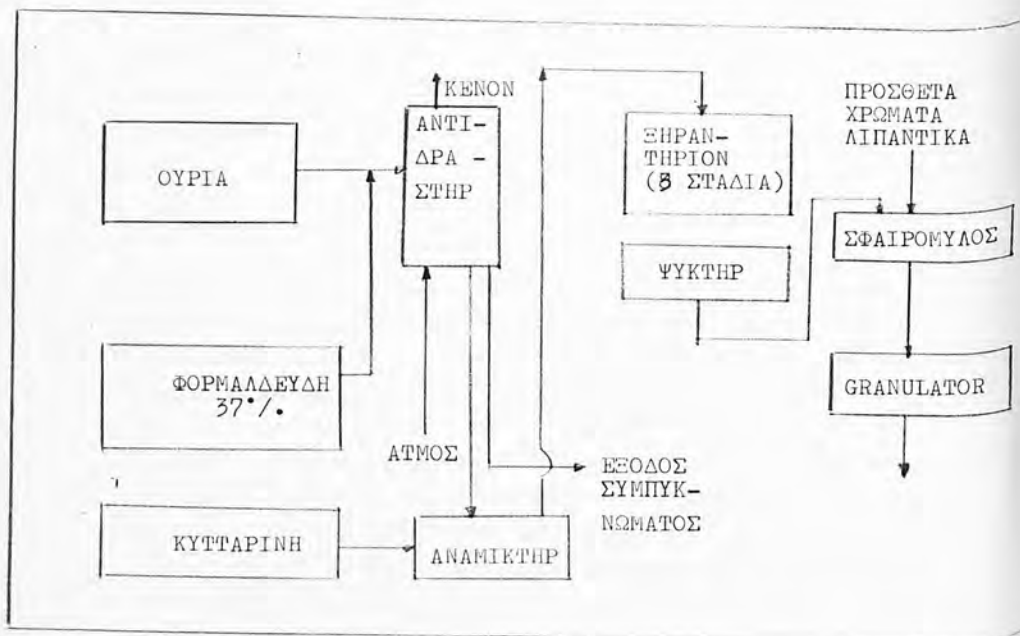 ΚΕΝΟΝ
ΟΥΡΙΑ
ΑΝΤΙ-
ΔΡΑ -
ΣΤΗΡ
ΞΗΡΑΝ-
ΤΗΡΙΟΝ
(3 ΣΤΑΔΙΑ)
ΠΡΟΣΘΕΤΑ
ΧΡΩΜΑΤΑ
ΛΙΠΑΝΤΙΚΑ
ΣΦΑΙΡΟΜΥΛΟΣ
ΨΥΚΤΗΡ
ΦΟΡΜΑΛΔΕΥΔΗ
37%
GRANULATOR
ΑΤΜΟΣ
ΕΞΟΔΟΣ
ΣΥΜΠΥΚ-
ΝΩΜΑΤΟΣ
ΚΥΤΤΑΡΙΝΗ
ΑΝΑΜΙΚΤΗΡ